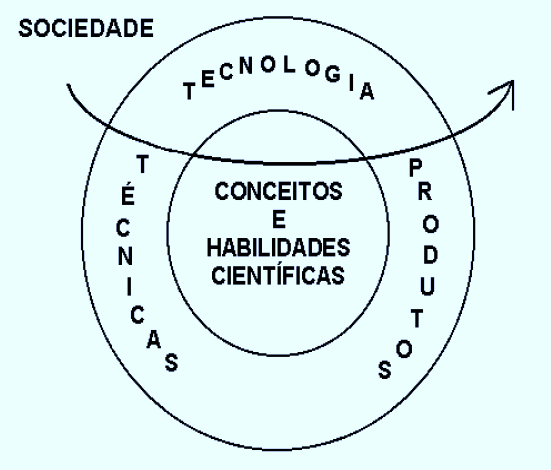 SOCIEDADE
TECNOLOGIA
TÉCNICAS
PRODUTOS
CONCEITOS
E
HABILIDADES
CIENTÍFICAS